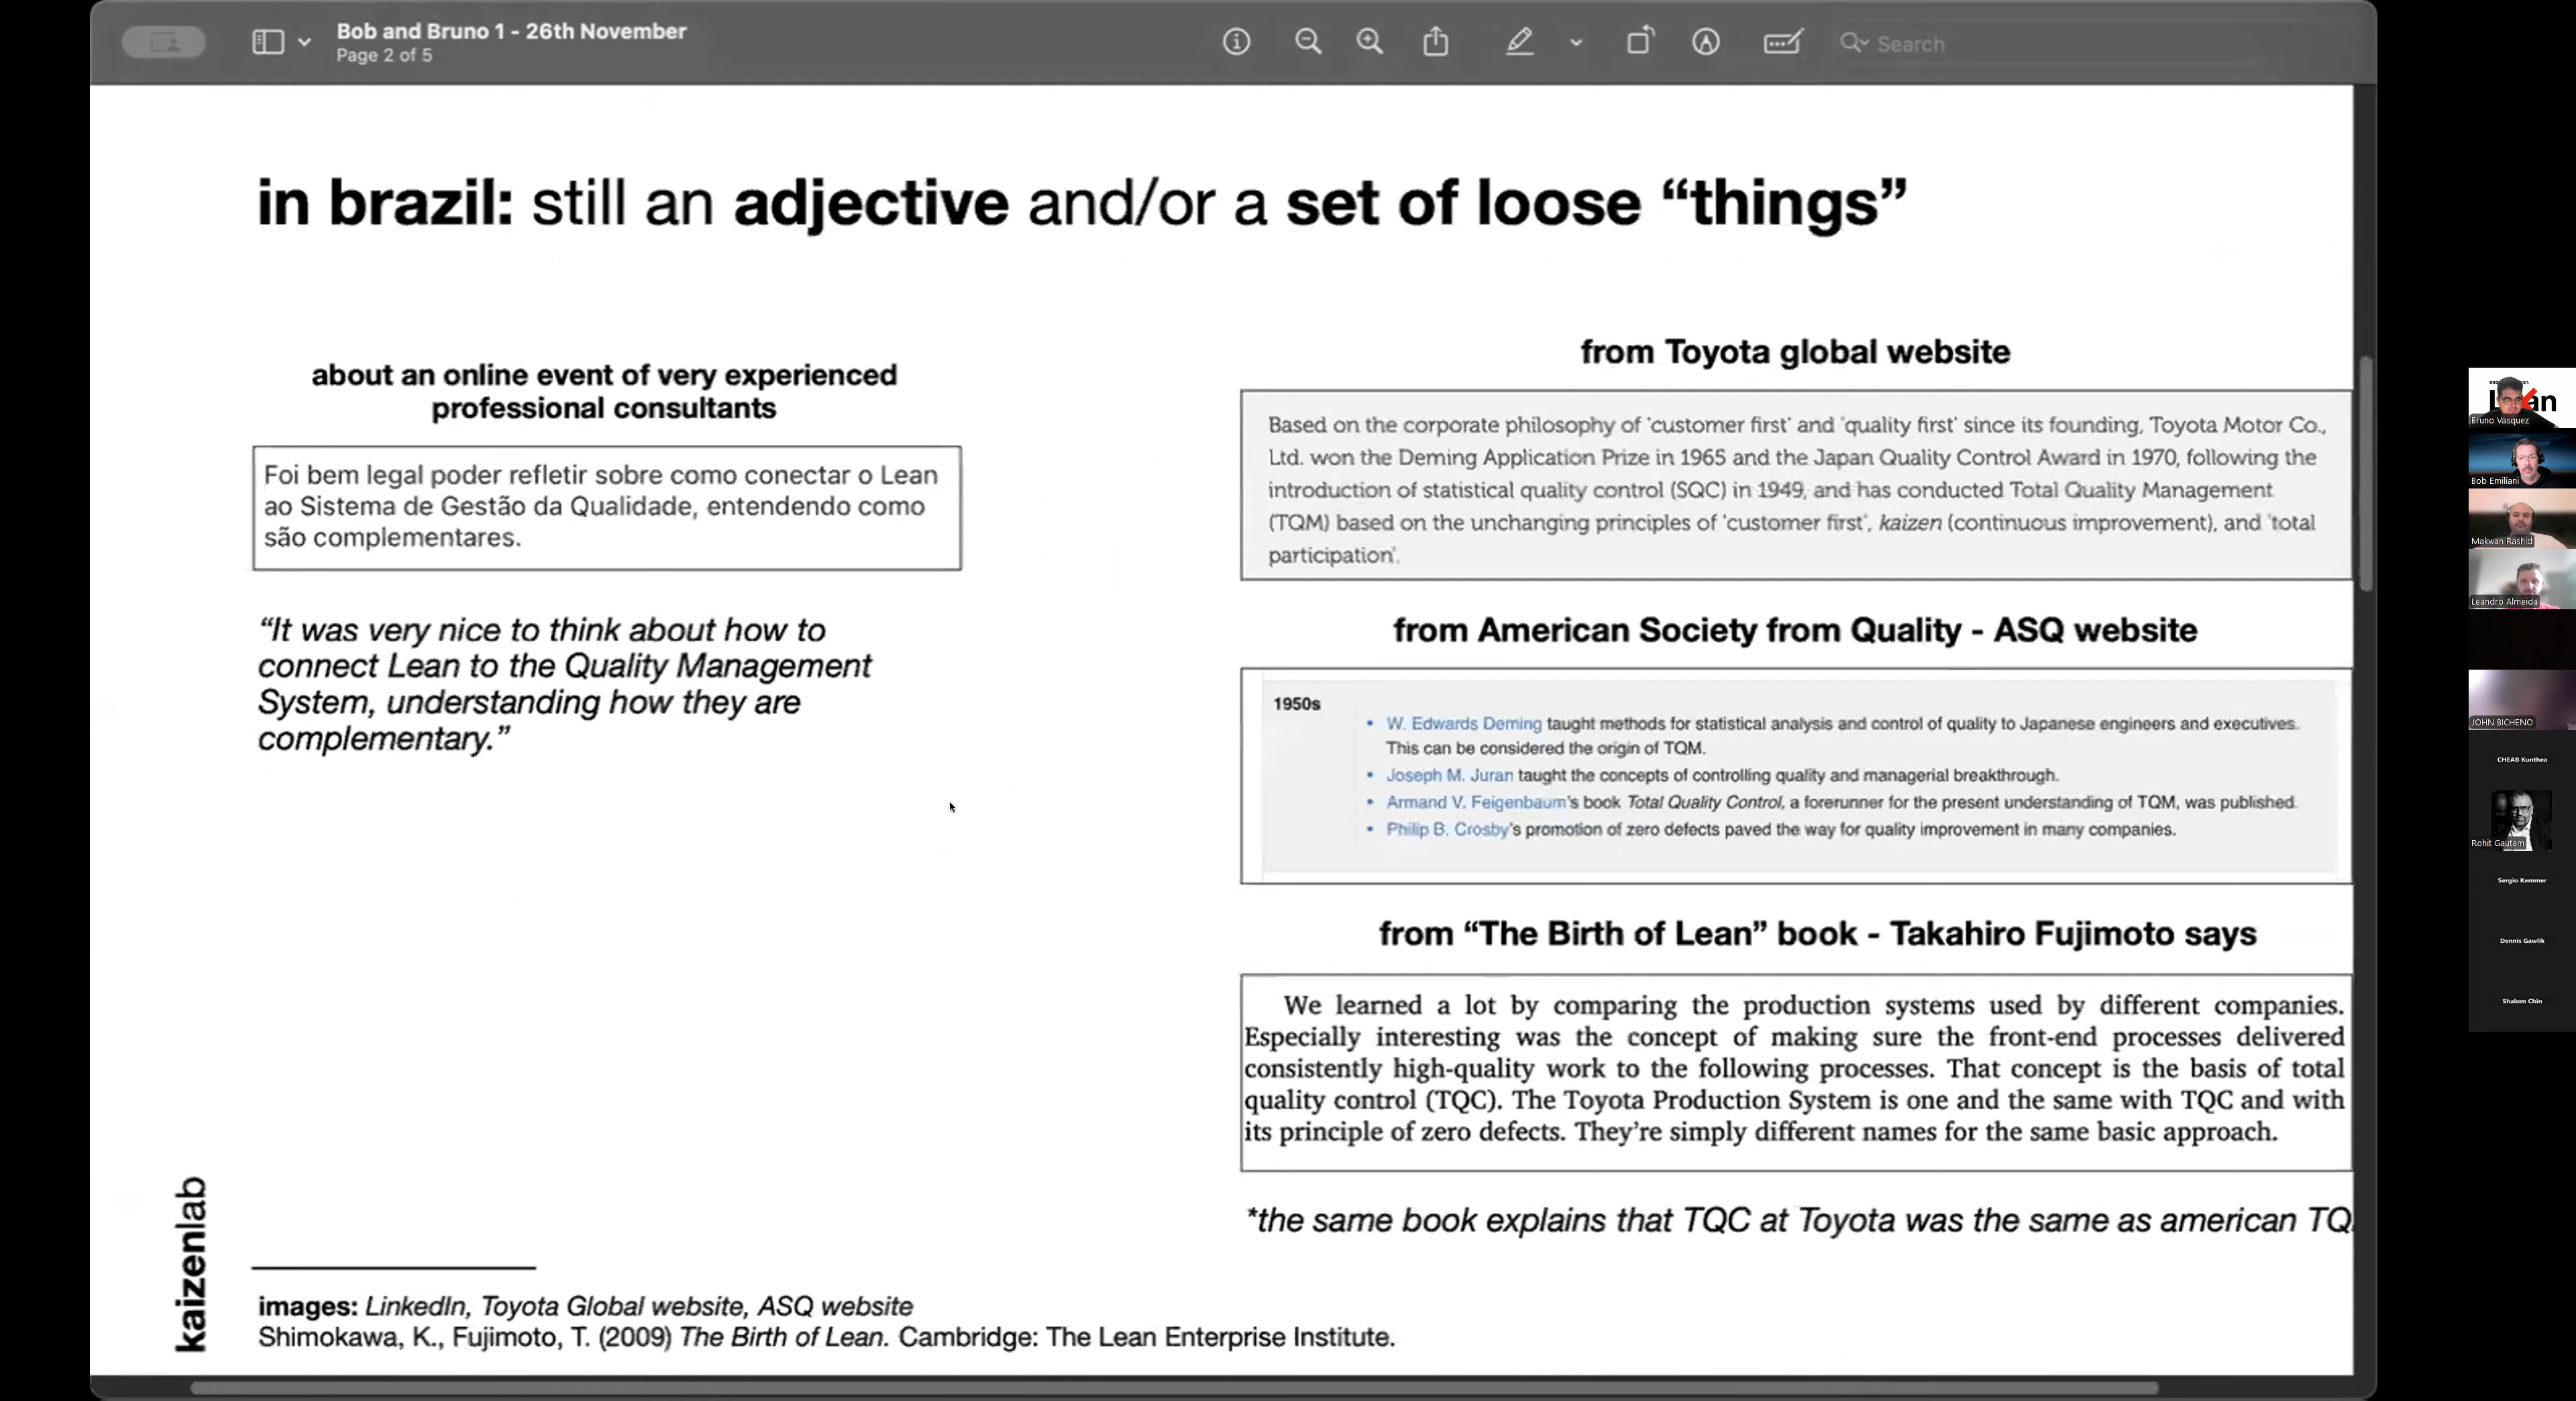 Bob and Bruno 1 - 26th November
Page 2 of 5
Search
in brazil: still an adjective and/or a set of loose “things”
about an online event of very experienced
professional consultants
Foi bem legal poder refletir sobre como conectar o Lean
ao Sistema de Gestão da Qualidade, entendendo como
são complementares.
“It was very nice to think about how to
connect Lean to the Quality Management
System, understanding how they are
complementary.”
from Toyota global website
Based on the corporate philosophy of 'customer first' and 'quality first' since its founding, Toyota Motor Co.,
Ltd. won the Deming Application Prize in 1965 and the Japan Quality Control Award in 1970, following the
introduction of statistical quality control (SQC) in 1949, and has conducted Total Quality Management
(TQM) based on the unchanging principles of 'customer first', kaizen (continuous improvement), and 'total
participation'.
from American Society from Quality - ASQ website
1950s
• W. Edwards Deming taught methods for statistical analysis and control of quality to Japanese engineers and executives.
This can be considered the origin of TQM.
• Joseph M. Juran taught the concepts of controlling quality and managerial breakthrough.
• Armand V. Feigenbaum's book Total Quality Control, a forerunner for the present understanding of TQM, was published.
• Philip B. Crosby's promotion of zero defects paved the way for quality improvement in many companies.
from “The Birth of Lean” book - Takahiro Fujimoto says
We learned a lot by comparing the production systems used by different companies.
Especially interesting was the concept of making sure the front-end processes delivered
consistently high-quality work to the following processes. That concept is the basis of total
quality control (TQC). The Toyota Production System is one and the same with TQC and with
its principle of zero defects. They’re simply different names for the same basic approach.
*the same book explains that TQC at Toyota was the same as american TQ
kaizenlab
images: LinkedIn, Toyota Global website, ASQ website
Shimokawa, K., Fujimoto, T. (2009) The Birth of Lean. Cambridge: The Lean Enterprise Institute.
Bruno Vasquez
Bob Emiliani
Makwan Rashid
Leandro Almeida
JOHN BICHENO
CHEAB Kunthea
Rohit Gautam
Sergio Kemmer
Dennis Gawlik
Shalom Chin